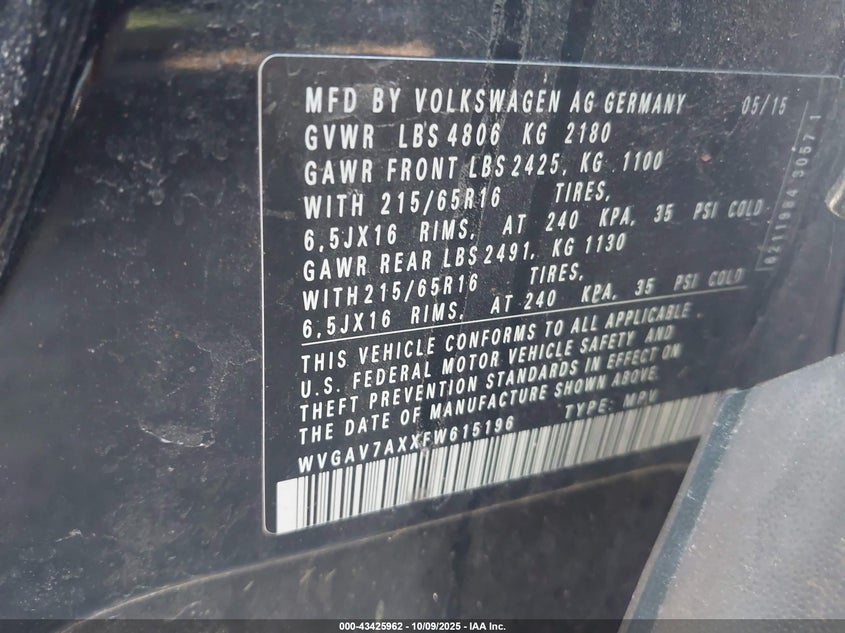 MFD BY VOLKSWAGEN AG GERMANY 05/15
GVWR LBS 4806 KG 2180
GAWR FRONT LBS 2425, KG 1100
WITH 215/65R16 TIRES,
6,5JX16 RIMS, AT 240 KPA, 35 PSI COLD
GAWR REAR LBS 2491, KG 1130
WITH 215/65R16 TIRES,
6,5JX16 RIMS, AT 240 KPA, 35 PSI COLD
THIS VEHICLE CONFORMS TO ALL APPLICABLE
U.S. FEDERAL MOTOR VEHICLE SAFETY AND
THEFT PREVENTION STANDARDS IN EFFECT ON
THE DATE OF MANUFACTURE SHOWN ABOVE.
WVGAV7AXXFW615196 TYPE: MPV
000-43425962 - 10/09/2025 - IAA Inc.